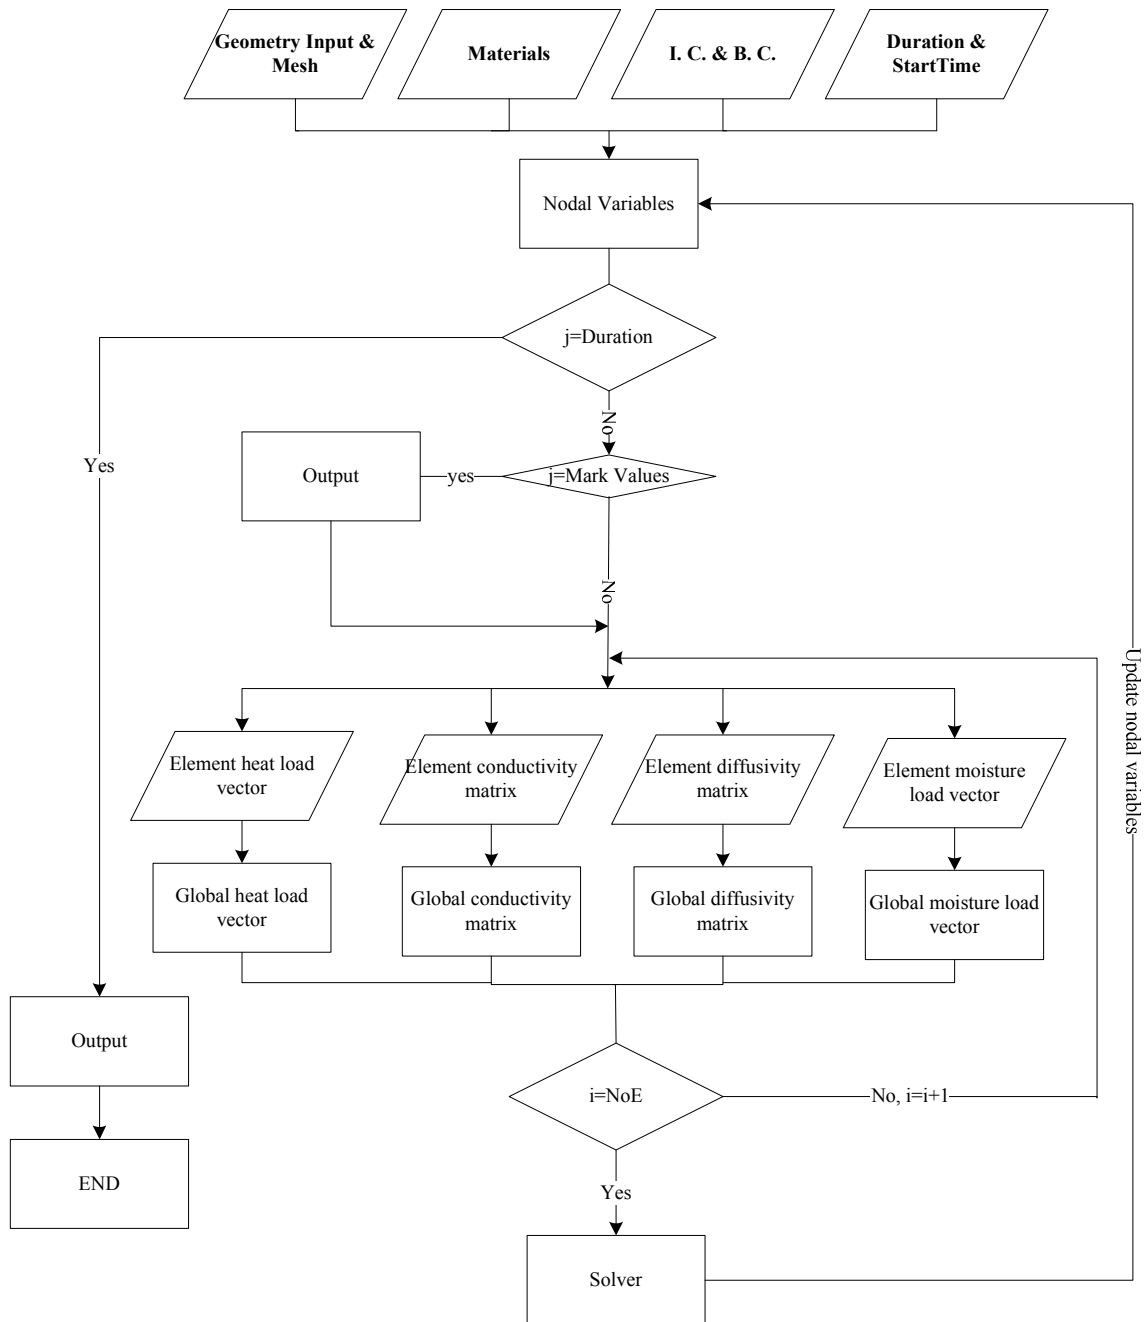 Geometry Input &
Mesh
Materials
I. C. & B. C.
Duration &
StartTime
Nodal Variables
j=Duration
No
Yes
Output
yes
j=Mark Values
No
Update nodal variables
Element heat load
vector
Element conductivity
matrix
Element diffusivity
matrix
Element moisture
load vector
Global heat load
vector
Global conductivity
matrix
Global diffusivity
matrix
Global moisture load
vector
Output
i=NoE
No, i=i+1
END
Yes
Solver